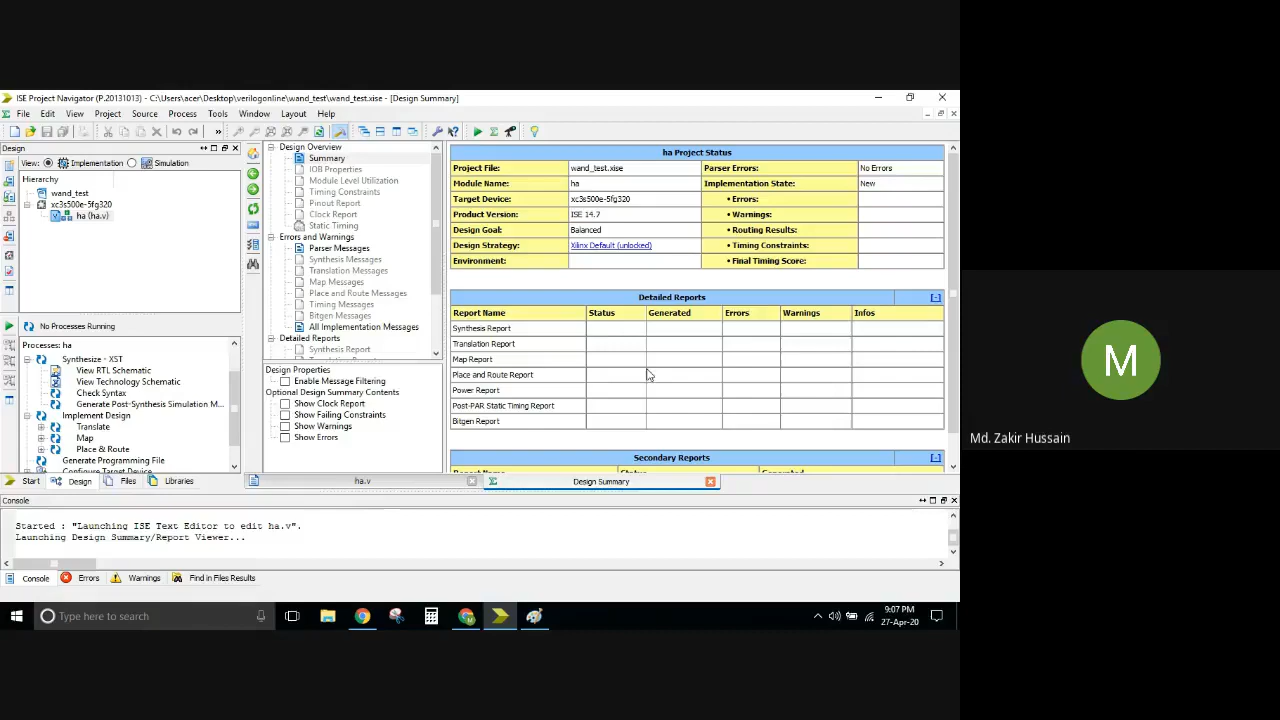 ISE Project Navigator (P.20131013) - C:\Users\acer\Desktop\verilogonline\wand_test\wand_test.xise - [Design Summary]
File Edit View Project Source Process Tools Window Layout Help
Design
View: Implementation Simulation
Hierarchy
wand_test
xc3s500e-5fg320
ha (ha.v)
No Processes Running
Processes: ha
Synthesize - XST
View RTL Schematic
View Technology Schematic
Check Syntax
Generate Post-Synthesis Simulation M...
Implement Design
Translate
Map
Place & Route
Generate Programming File
Configure Target Device
Start Design Files Libraries
Design Overview
Summary
IOB Properties
Module Level Utilization
Timing Constraints
Pinout Report
Clock Report
Static Timing
Errors and Warnings
Parser Messages
Synthesis Messages
Translation Messages
Map Messages
Place and Route Messages
Timing Messages
Bitgen Messages
All Implementation Messages
Detailed Reports
Synthesis Report
Design Properties
Enable Message Filtering
Optional Design Summary Contents
Show Clock Report
Show Failing Constraints
Show Warnings
Show Errors
ha Project Status
Project File: wand_test.xise Parser Errors: No Errors
Module Name: ha Implementation State: New
Target Device: xc3s500e-5fg320 • Errors:
Product Version: ISE 14.7 • Warnings:
Design Goal: Balanced • Routing Results:
Design Strategy: Xilinx Default (unlocked) • Timing Constraints:
Environment: • Final Timing Score:
Detailed Reports [-]
Report Name Status Generated Errors Warnings Infos
Synthesis Report
Translation Report
Map Report
Place and Route Report
Power Report
Post-PAR Static Timing Report
Bitgen Report
Secondary Reports [-]
Report Name Status Generated
ha.v Design Summary
Console
Started : "Launching ISE Text Editor to edit ha.v".
Launching Design Summary/Report Viewer...
Console Errors Warnings Find in Files Results
Type here to search
9:07 PM
27-Apr-20
M
Md. Zakir Hussain